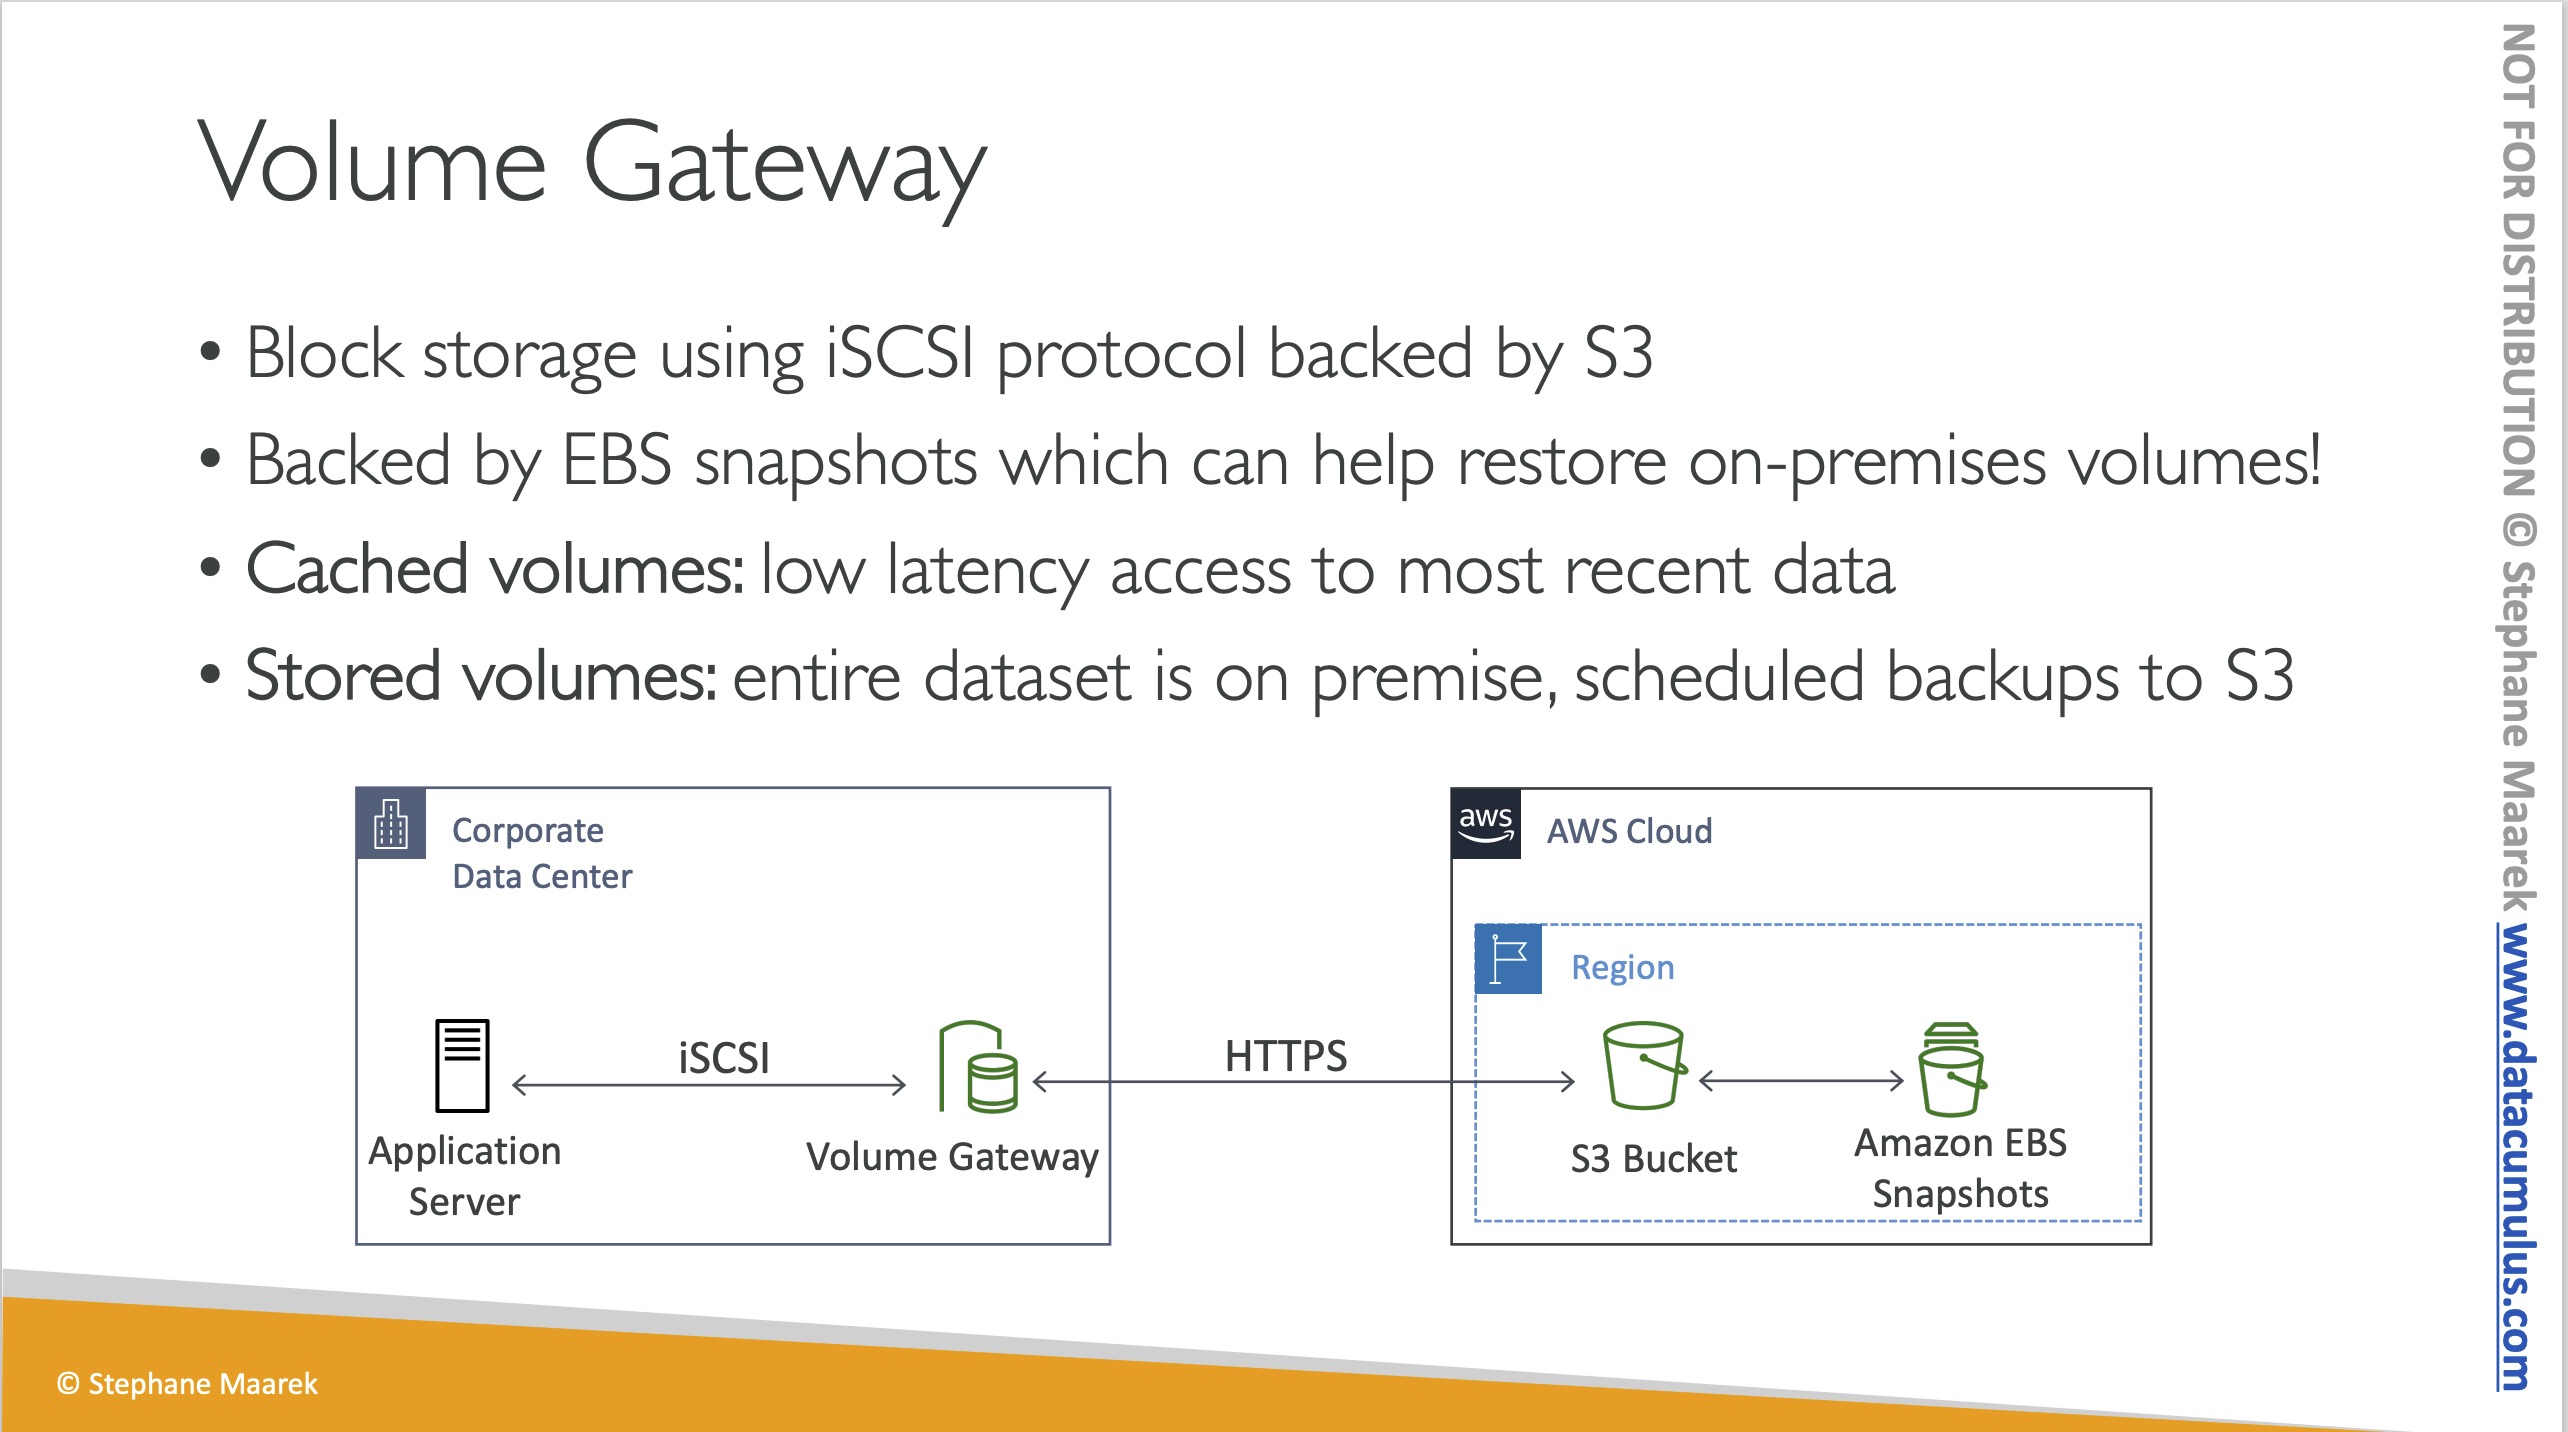 Volume Gateway
• Block storage using iSCSI protocol backed by S3
• Backed by EBS snapshots which can help restore on-premises volumes!
• Cached volumes: low latency access to most recent data
• Stored volumes: entire dataset is on premise, scheduled backups to S3
Corporate
Data Center
Application
Server
iSCSI
Volume Gateway
HTTPS
aws
AWS Cloud
Region
S3 Bucket
Amazon EBS
Snapshots
© Stephane Maarek
NOT FOR DISTRIBUTION © Stephane Maarek www.datacumulus.com